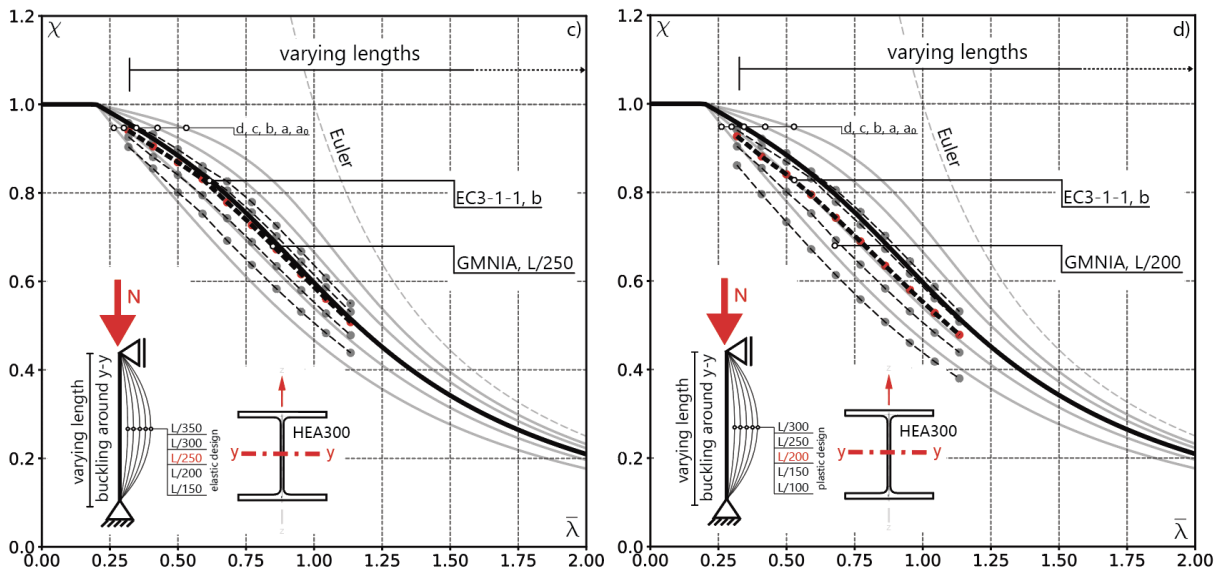 1.2
χ
c)
varying lengths
1.0
d, c, b, a, a₀
Euler
0.8
EC3-1-1, b
GMNIA, L/250
0.6
N
0.4
varying length
buckling around y-y
L/350
L/300
L/250
L/200
L/150
elastic design
z
HEA300
y
y
z
0.2
λ̅
0.0
0.00
0.25
0.50
0.75
1.00
1.25
1.50
1.75
2.00
1.2
χ
d)
varying lengths
1.0
d, c, b, a, a₀
Euler
0.8
EC3-1-1, b
GMNIA, L/200
0.6
N
0.4
varying length
buckling around y-y
L/300
L/250
L/200
L/150
L/100
plastic design
z
HEA300
y
y
z
0.2
λ̅
0.0
0.00
0.25
0.50
0.75
1.00
1.25
1.50
1.75
2.00